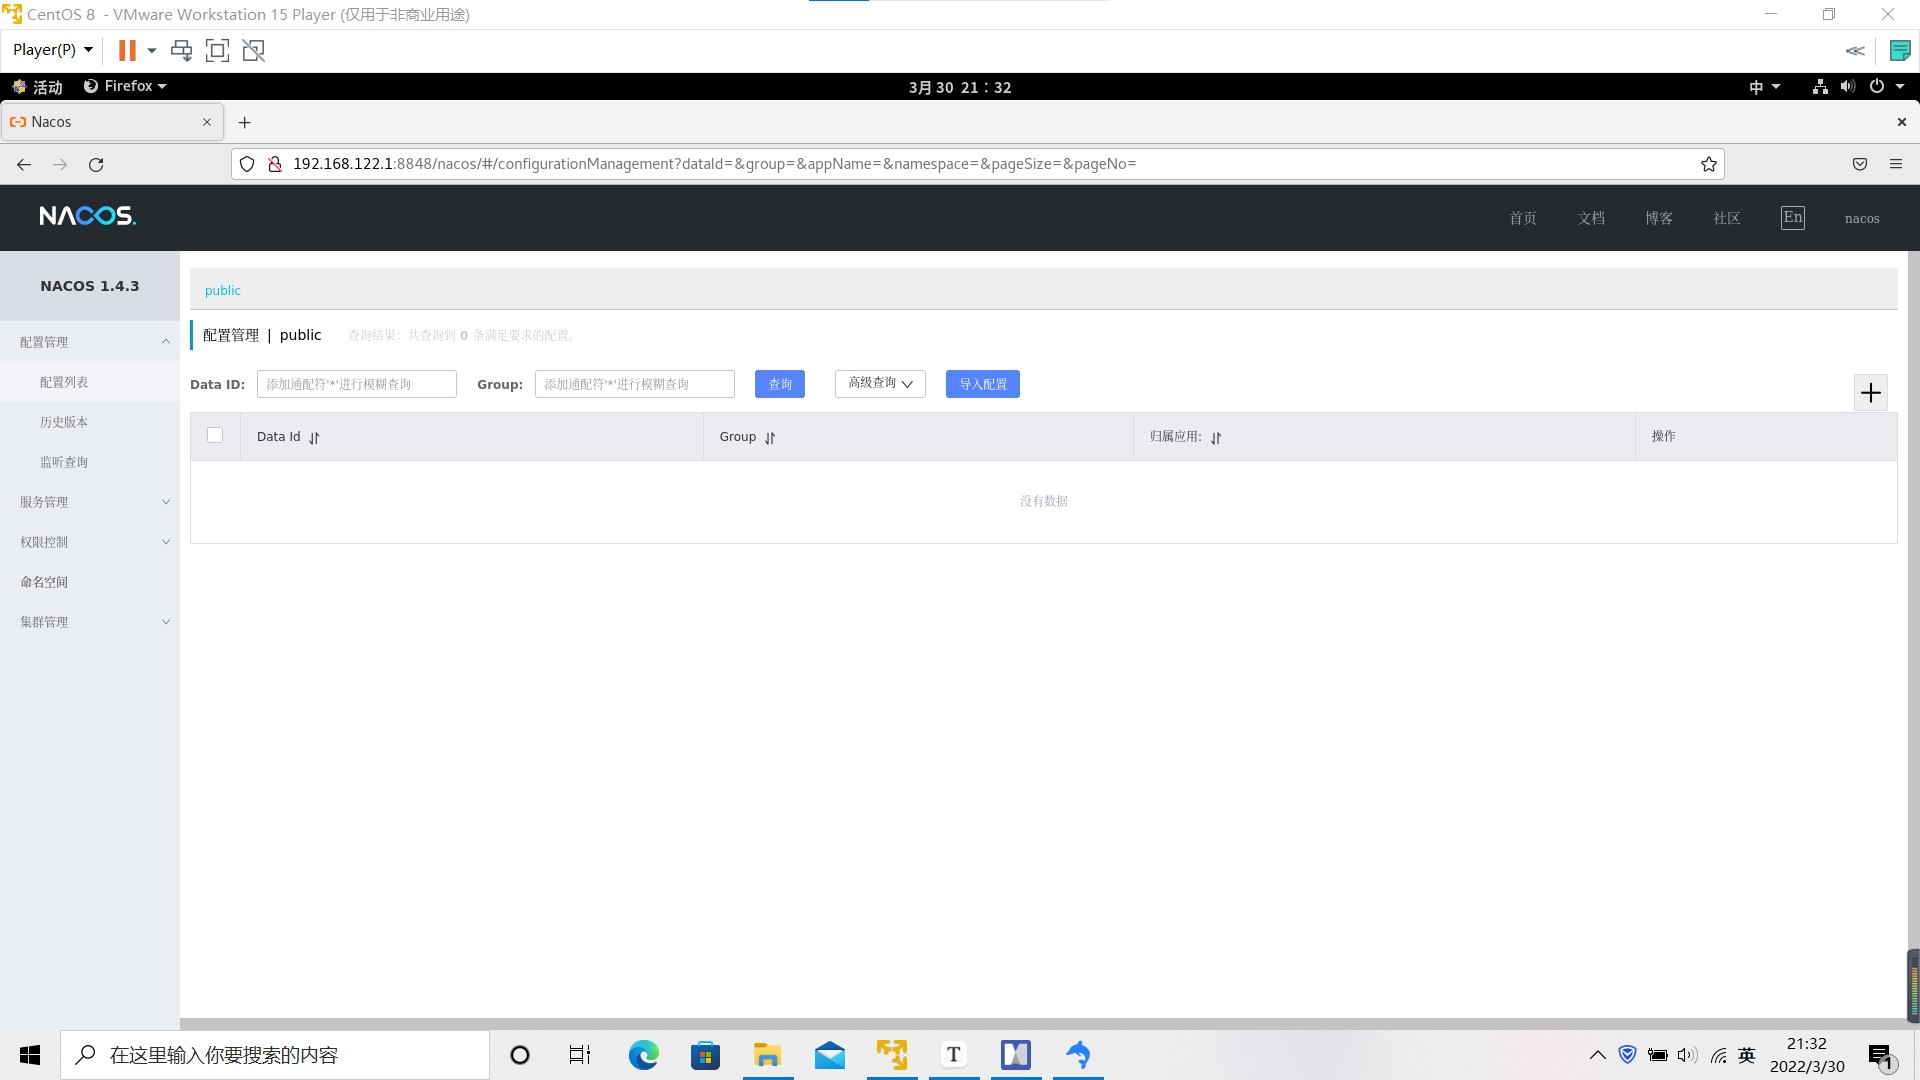 CentOS 8 - VMware Workstation 15 Player (仅用于非商业用途)
Player(P)
活动 Firefox 3月 30 21：32 中
Nacos
192.168.122.1:8848/nacos/#/configurationManagement?dataId=&group=&appName=&namespace=&pageSize=&pageNo=
NACOS. 首页 文档 博客 社区 En nacos
NACOS 1.4.3
配置管理
配置列表
历史版本
监听查询
服务管理
权限控制
命名空间
集群管理
public
配置管理 | public 查询结果：共查询到 0 条满足要求的配置。
Data ID: 添加通配符'*'进行模糊查询 Group: 添加通配符'*'进行模糊查询 查询 高级查询 导入配置
Data Id Group 归属应用: 操作
没有数据
在这里输入你要搜索的内容
T
英
21:32
2022/3/30
1